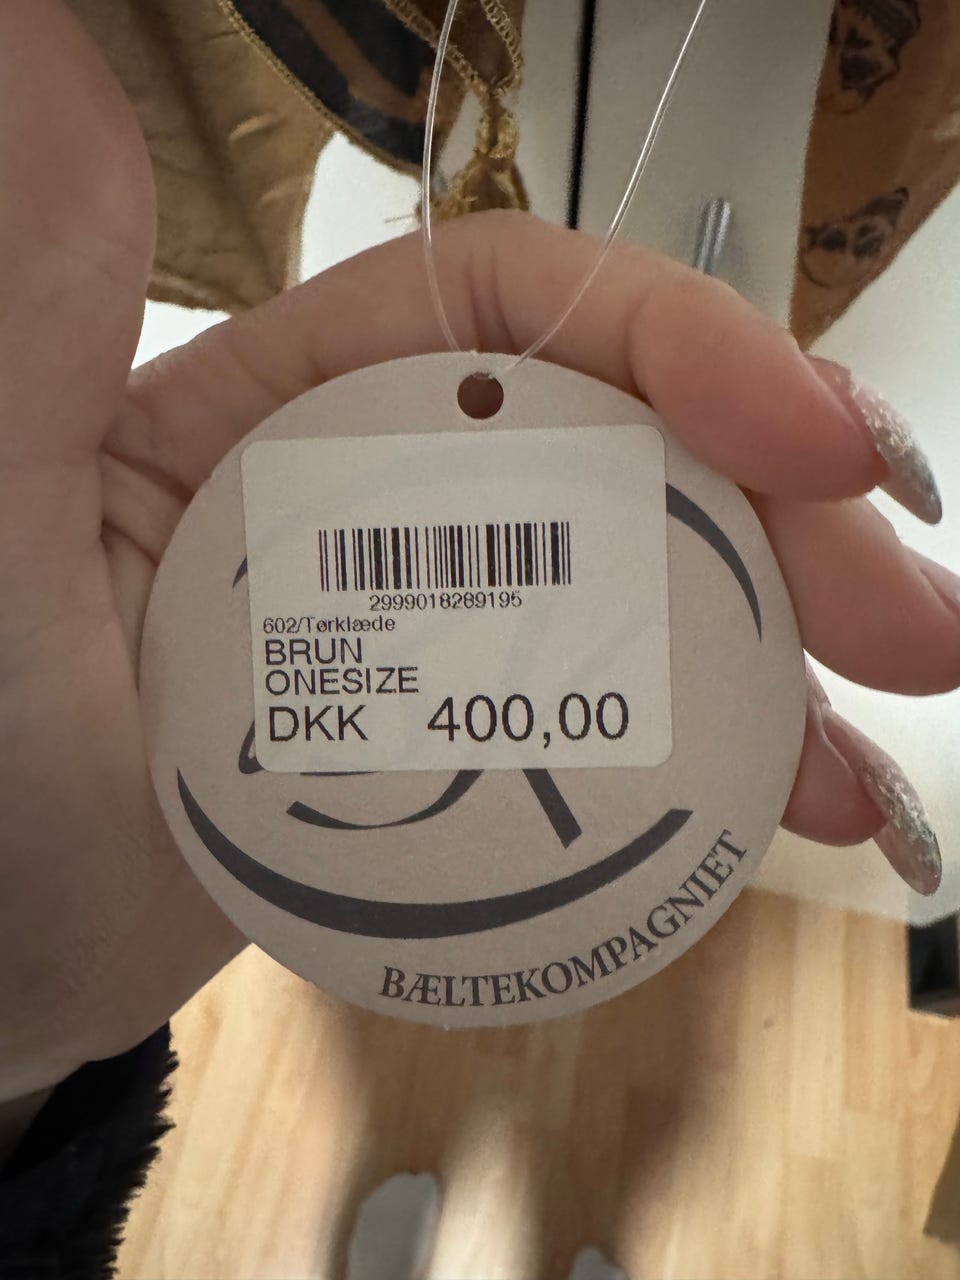 2999018289195
602/Tørklæde
BRUN
ONESIZE
DKK 400,00
BÆLTEKOMPAGNIET